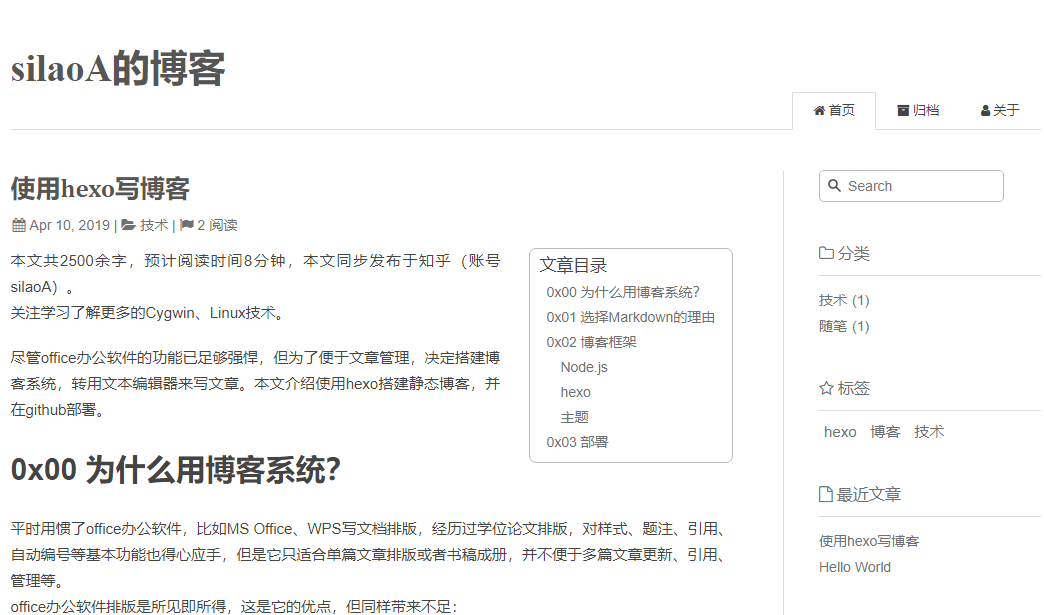 silaoA的博客
首页
归档
关于
使用hexo写博客
Apr 10, 2019 | 技术 | 2 阅读
本文共2500余字，预计阅读时间8分钟，本文同步发布于知乎（账号
silaoA）。
关注学习了解更多的Cygwin、Linux技术。
尽管office办公软件的功能已足够强悍，但为了便于文章管理，决定搭建博
客系统，转用文本编辑器来写文章。本文介绍使用hexo搭建静态博客，并
在github部署。
文章目录
0x00 为什么用博客系统?
0x01 选择Markdown的理由
0x02 博客框架
Node.js
hexo
主题
0x03 部署
0x00 为什么用博客系统?
平时用惯了office办公软件，比如MS Office、WPS写文档排版，经历过学位论文排版，对样式、题注、引用、
自动编号等基本功能也得心应手，但是它只适合单篇文章排版或者书稿成册，并不便于多篇文章更新、引用、
管理等。
office办公软件排版是所见即所得，这是它的优点，但同样带来不足：
Search
分类
技术 (1)
随笔 (1)
标签
hexo 博客 技术
最近文章
使用hexo写博客
Hello World